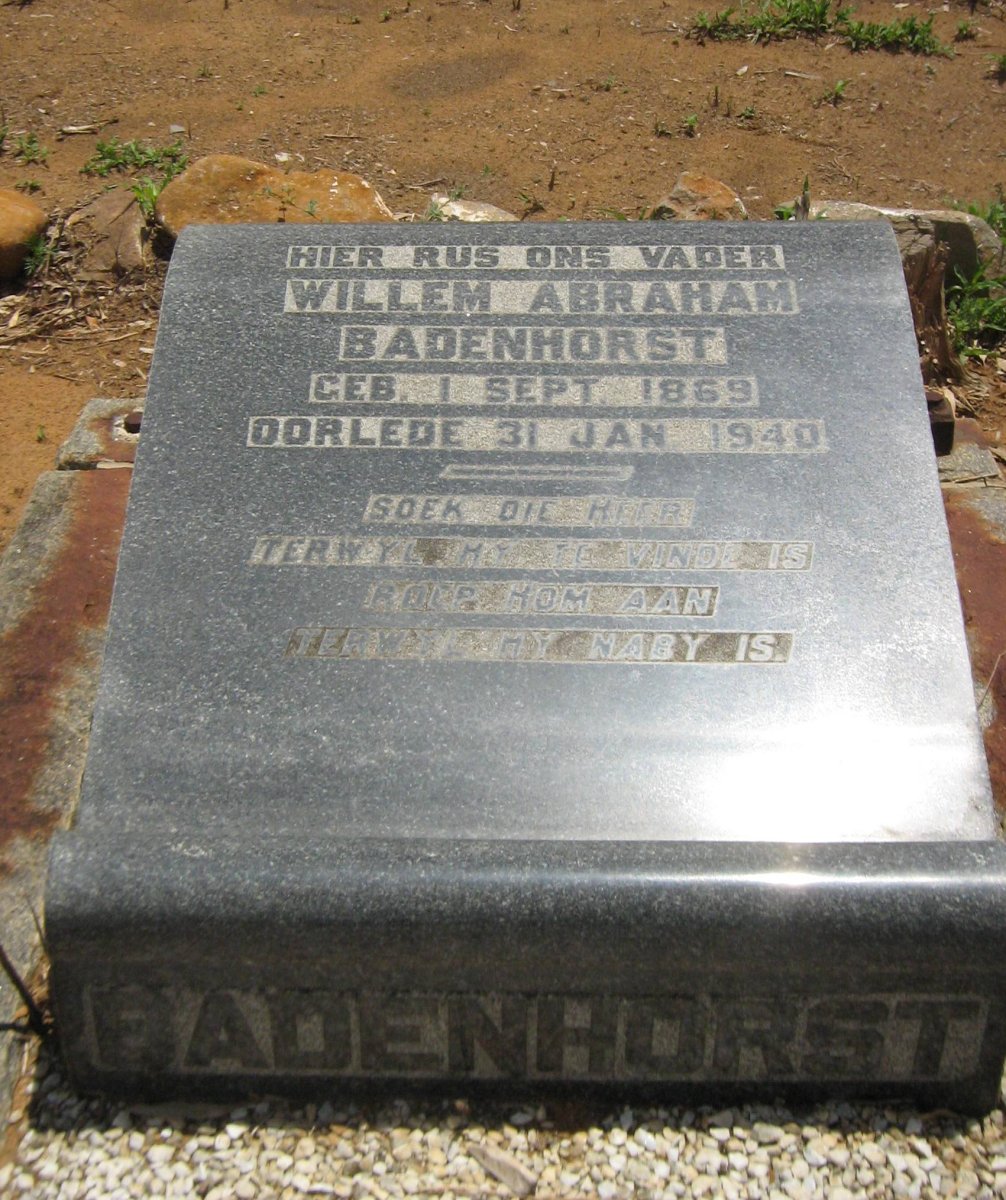 HIER RUS ONS VADER
WILLEM ABRAHAM
BADENHORST
GEB. 1 SEPT. 1869
OORLEDE 31 JAN 1940
SOEK DIE HEER
TERWYL HY TE VINDE IS
ROEP HOM AAN
TERWYL HY NABY IS.
BADENHORST